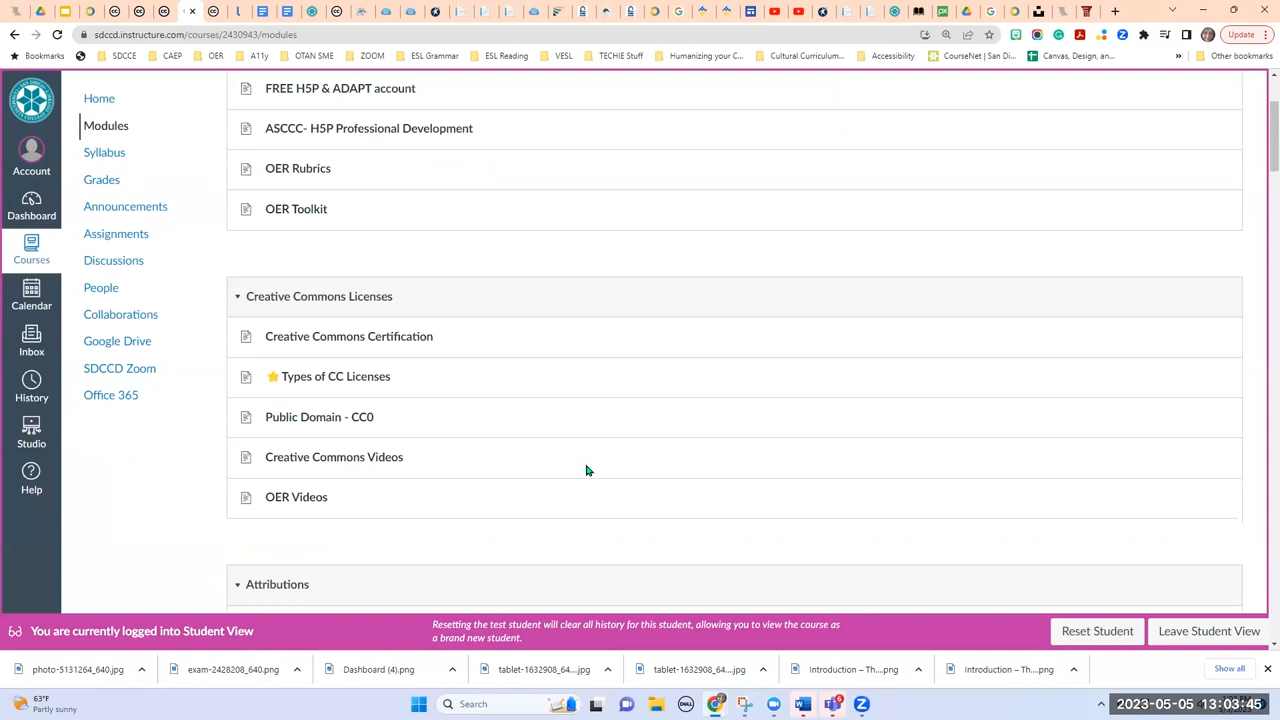 sdccd.instructure.com/courses/2430943/modules
Update
Bookmarks
SDCCE
CAEP
OER
A11y
OTAN SME
ZOOM
ESL Grammar
ESL Reading
VESL
TECHIE Stuff
Humanizing your C...
Cultural Curriculum...
Accessibility
CourseNet | San Di...
Canvas, Design, an...
»
Other bookmarks
Account
Dashboard
Courses
Calendar
Inbox
History
Studio
Help
Home
Modules
Syllabus
Grades
Announcements
Assignments
Discussions
People
Collaborations
Google Drive
SDCCD Zoom
Office 365
FREE H5P & ADAPT account
ASCCC- H5P Professional Development
OER Rubrics
OER Toolkit
Creative Commons Licenses
Creative Commons Certification
Types of CC Licenses
Public Domain - CC0
Creative Commons Videos
OER Videos
Attributions
You are currently logged into Student View
Resetting the test student will clear all history for this student, allowing you to view the course as
a brand new student.
Reset Student
Leave Student View
photo-5131264_640.jpg
exam-2428208_640.png
Dashboard (4).png
tablet-1632908_64....jpg
tablet-1632908_64....jpg
Introduction – Th....png
Introduction – Th....png
Show all
63°F
Partly sunny
Search
DELL
6
2023-05-05 13:03:45